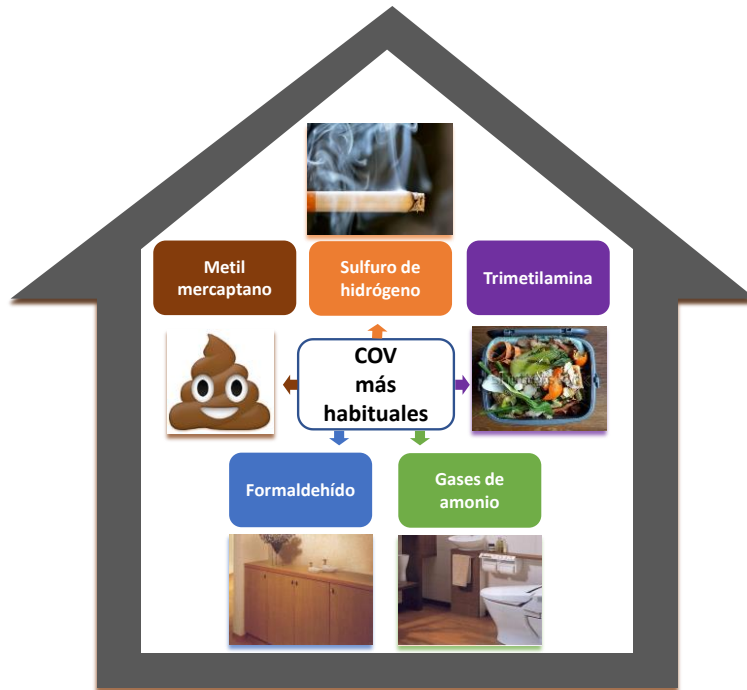 Metil
mercaptano
Sulfuro de
hidrógeno
Trimetilamina
COV
más
habituales
Formaldehído
Gases de
amonio